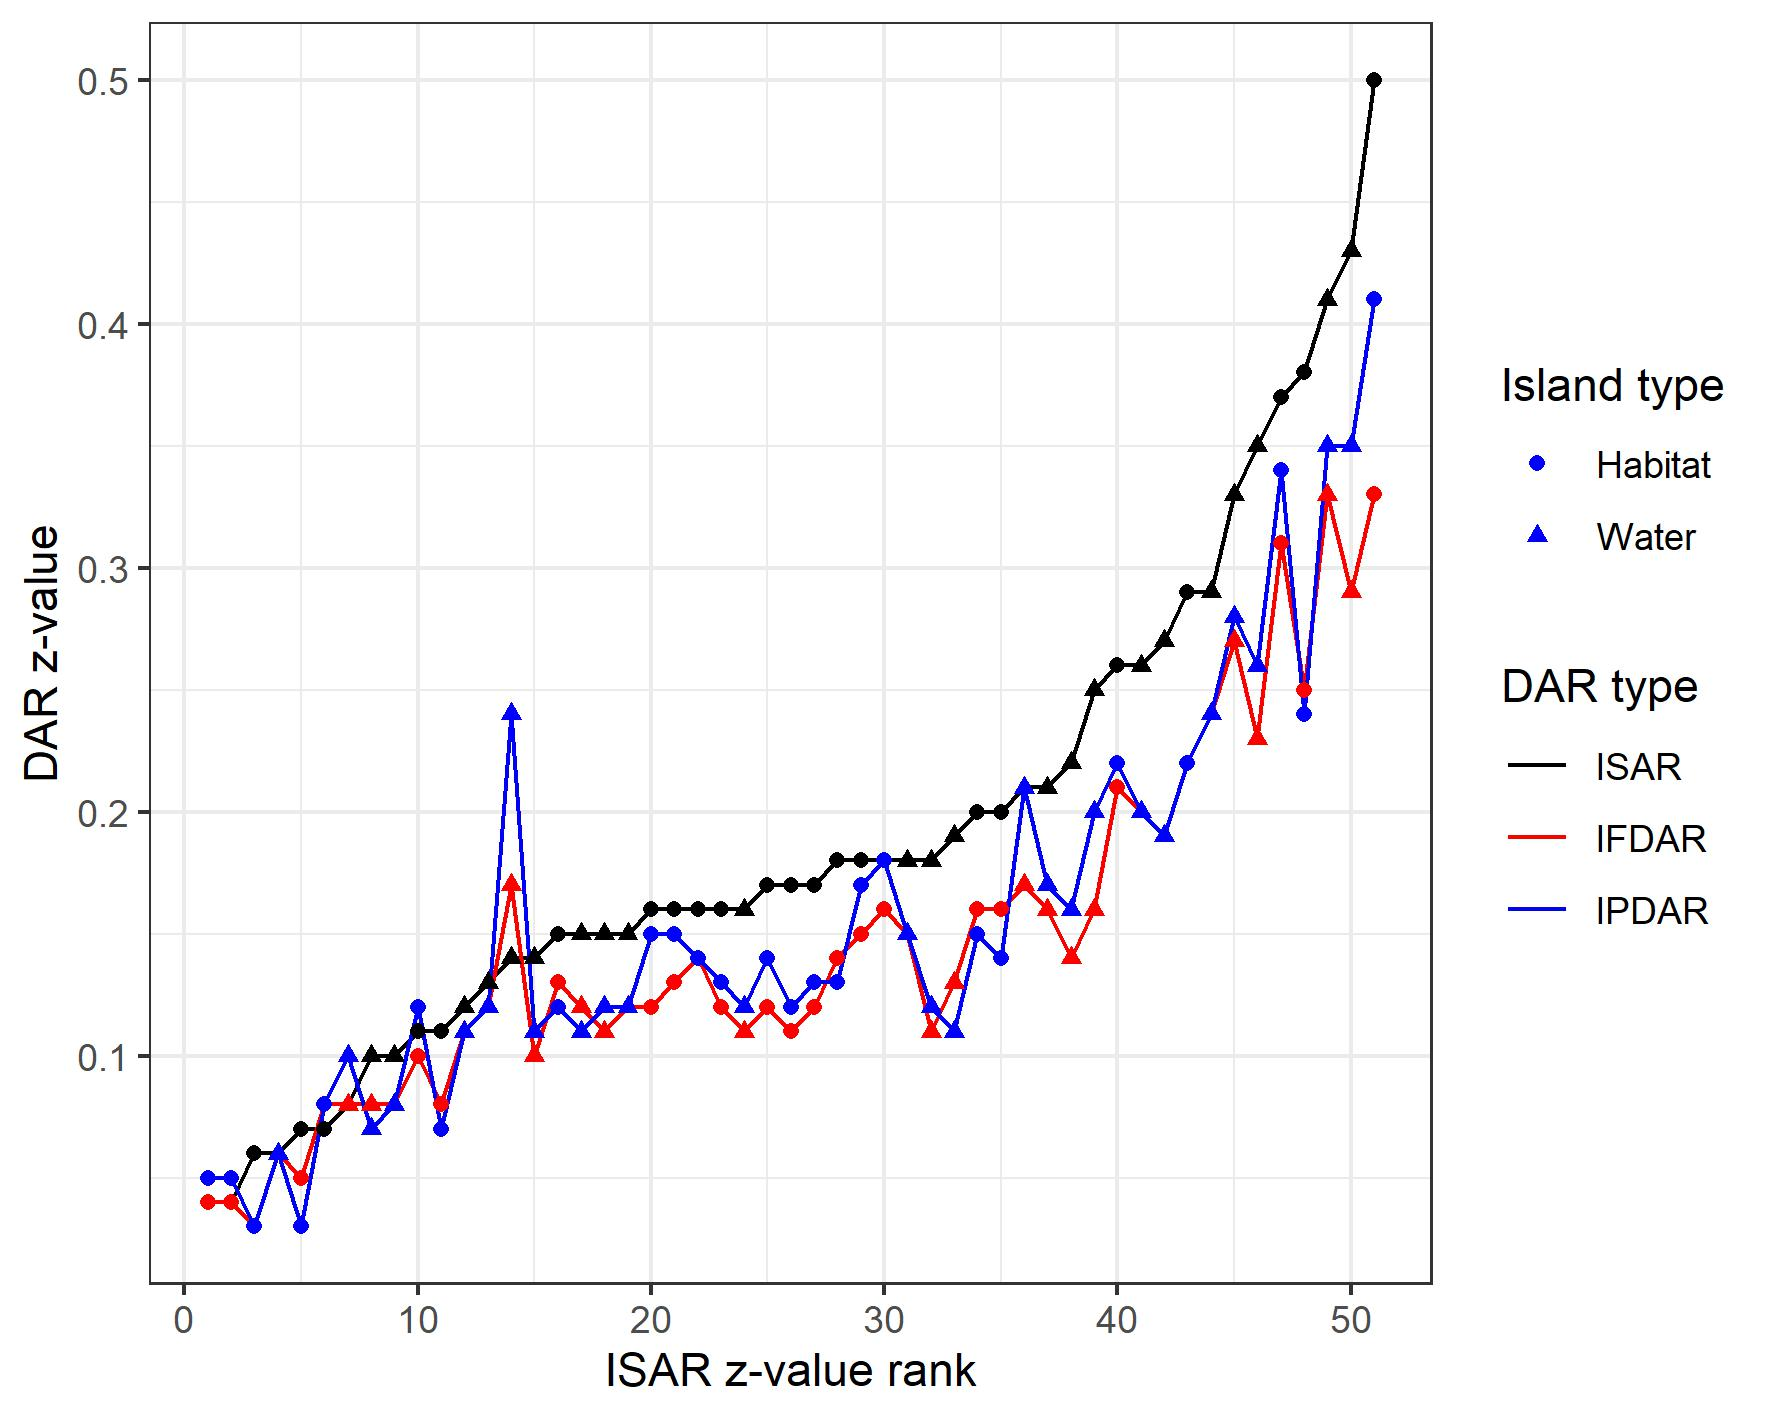 0.5
0.4
0.3
0.2
0.1
DAR z-value
0 10 20 30 40 50
ISAR z-value rank
Island type
Habitat
Water
DAR type
ISAR
IFDAR
IPDAR